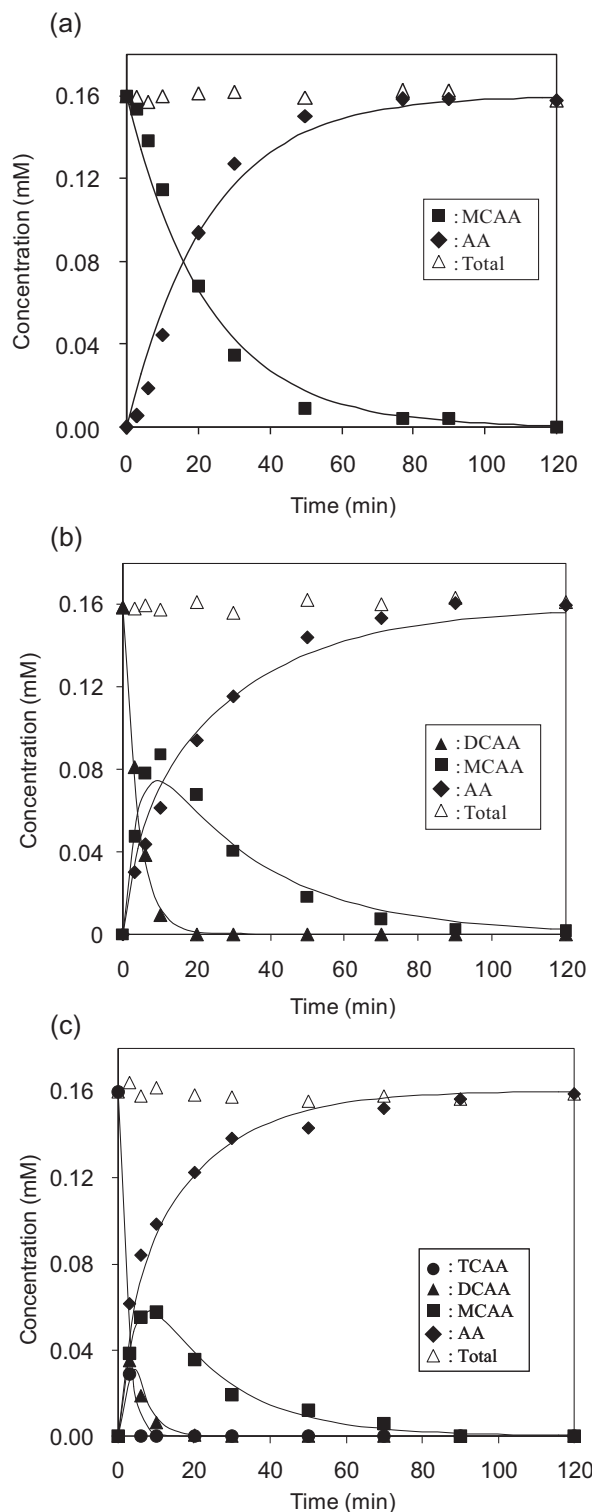 (a)
Concentration (mM)
0.16
0.12
0.08
0.04
0.00
: MCAA
: AA
: Total
0 20 40 60 80 100 120
Time (min)
(b)
Concentration (mM)
0.16
0.12
0.08
0.04
0
: DCAA
: MCAA
: AA
: Total
0 20 40 60 80 100 120
Time (min)
(c)
Concentration (mM)
0.16
0.12
0.08
0.04
0.00
: TCAA
: DCAA
: MCAA
: AA
: Total
0 20 40 60 80 100 120
Time (min)